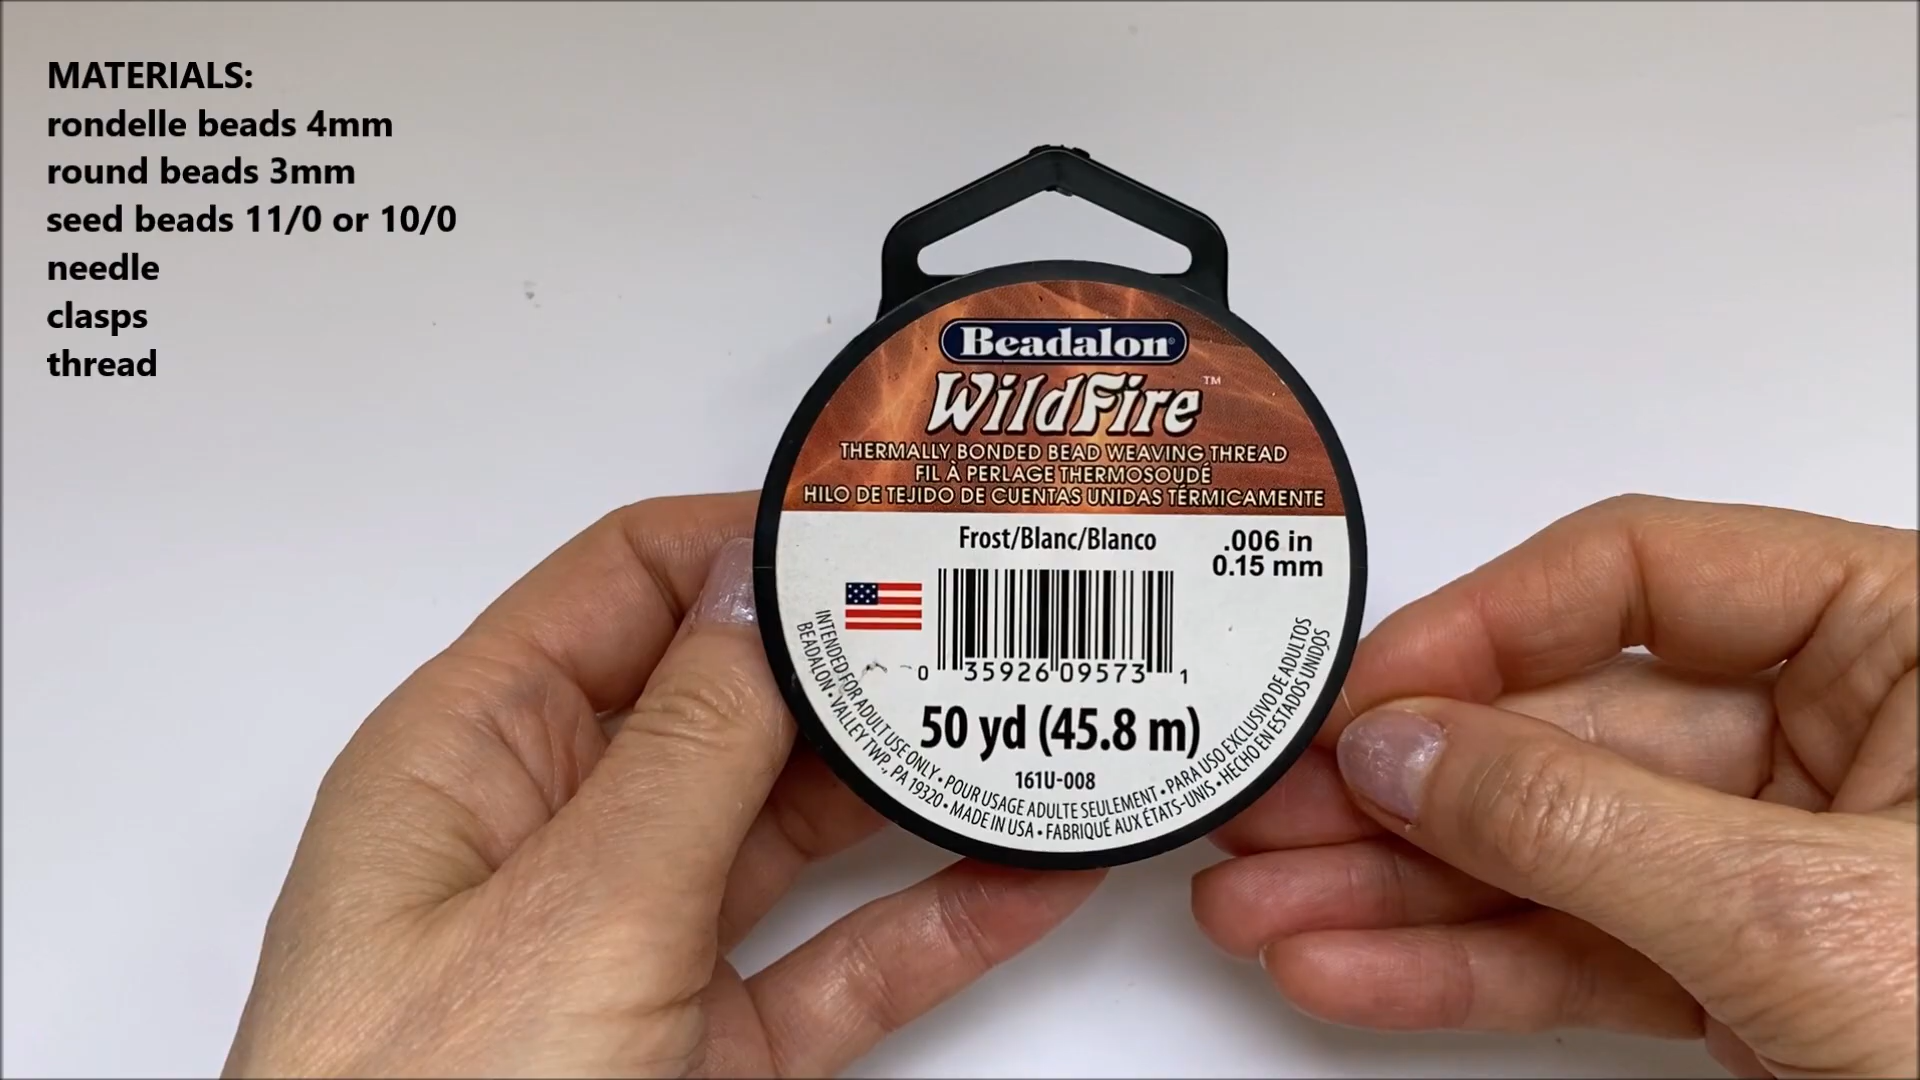 MATERIALS:
rondelle beads 4mm
round beads 3mm
seed beads 11/0 or 10/0
needle
clasps
thread
Beadalon®
WildFire™
THERMALLY BONDED BEAD WEAVING THREAD
FIL À PERLAGE THERMOSOUDÉ
HILO DE TEJIDO DE CUENTAS UNIDAS TÉRMICAMENTE
Frost/Blanc/Blanco
.006 in
0.15 mm
0 35926 09573 1
50 yd (45.8 m)
161U-008
INTENDED FOR ADULT USE ONLY • POUR USAGE ADULTE SEULEMENT • PARA USO EXCLUSIVO DE ADULTOS
BEADALON • VALLEY TWP., PA 19320 • MADE IN USA • FABRIQUÉ AUX ÉTATS-UNIS • HECHO EN ESTADOS UNIDOS